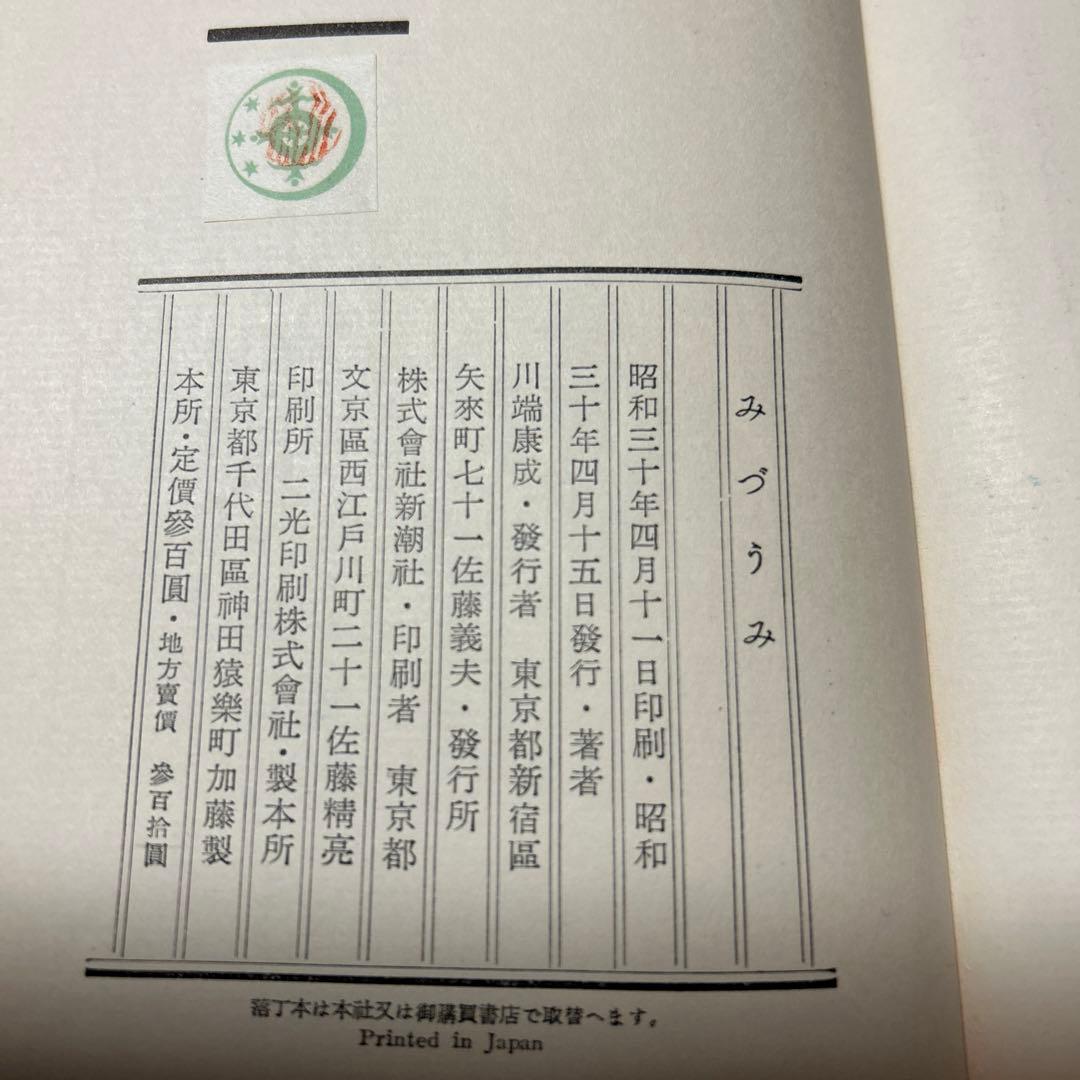 みづうみ
昭和三十年四月十一日印刷・昭和
三十年四月十五日發行・著者
川端康成・發行者 東京都新宿區
矢來町七十一佐藤義夫・發行所
株式會社新潮社・印刷者 東京都
文京區西江戸川町二十一佐藤精亮
印刷所 二光印刷株式會社・製本所
東京都千代田區神田猿樂町加藤製
本所・定價參百圓・地方賣價 參百拾圓
落丁本は本社又は御購買書店で取替へます。
Printed in Japan